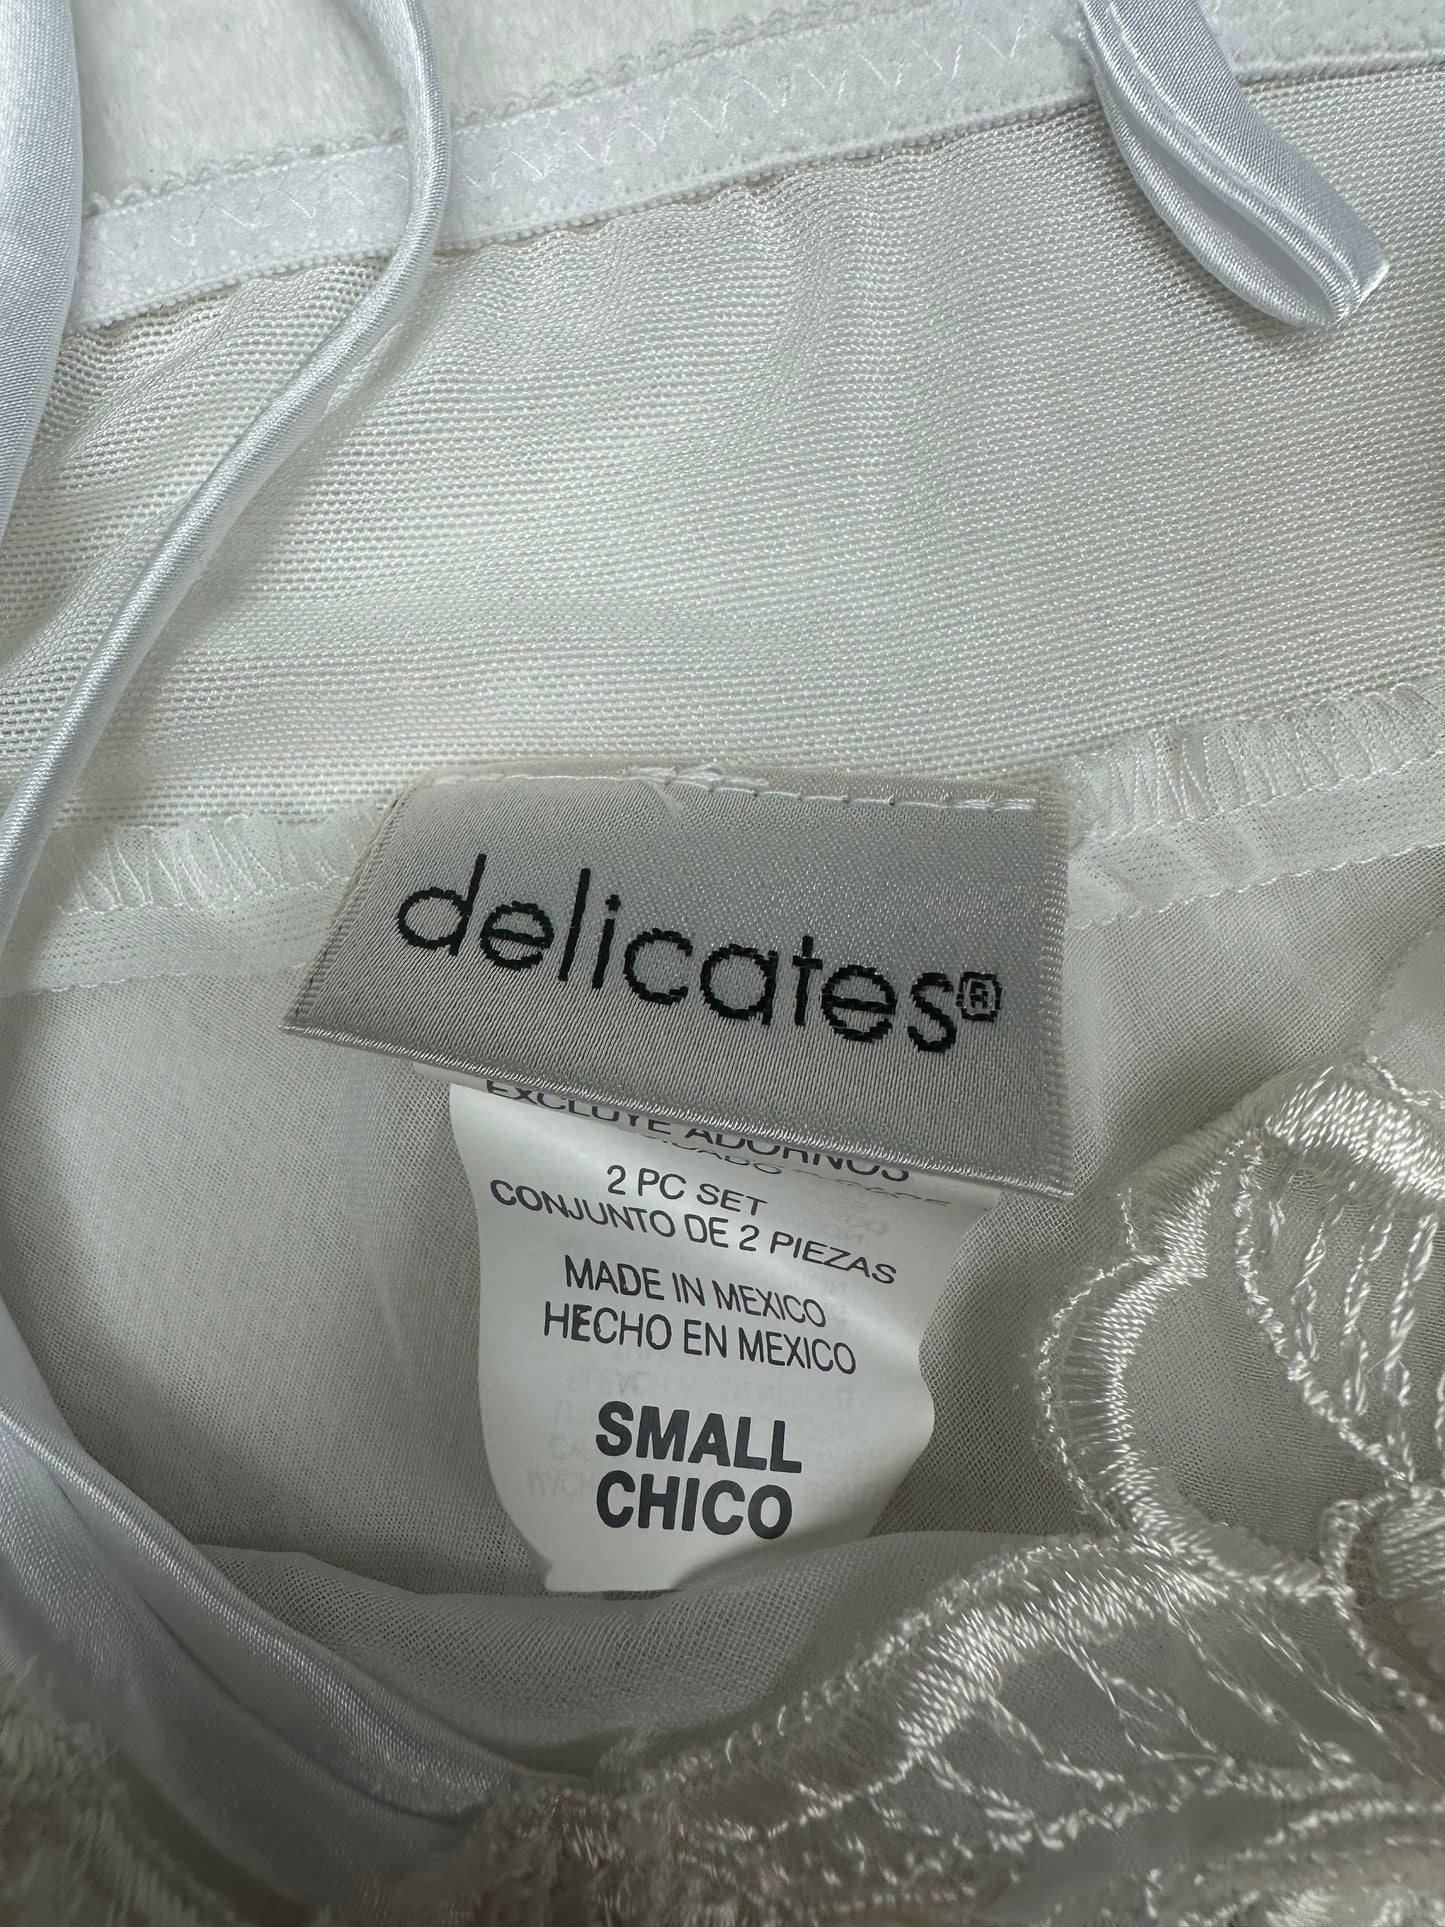 delicates®
EXCLUYE ADORNOS
2 PC SET
CONJUNTO DE 2 PIEZAS
MADE IN MEXICO
HECHO EN MEXICO
SMALL
CHICO